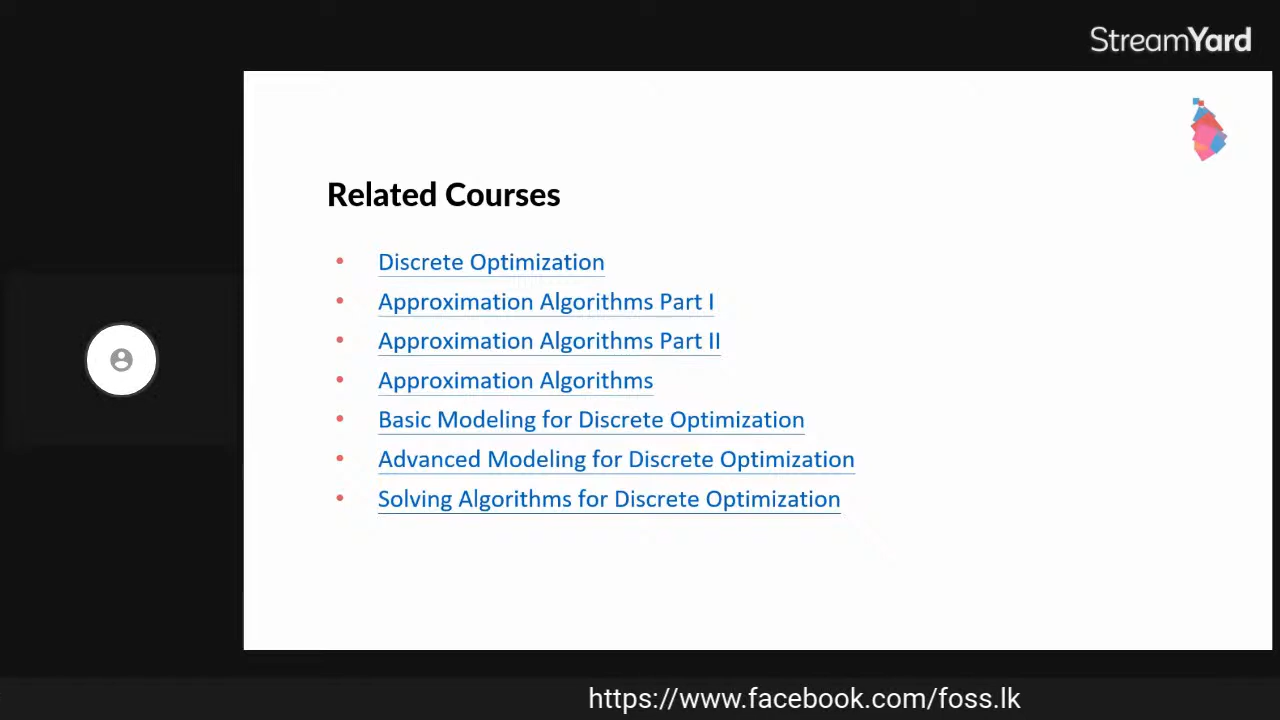 StreamYard
Related Courses
• Discrete Optimization
• Approximation Algorithms Part I
• Approximation Algorithms Part II
• Approximation Algorithms
• Basic Modeling for Discrete Optimization
• Advanced Modeling for Discrete Optimization
• Solving Algorithms for Discrete Optimization
https://www.facebook.com/foss.lk